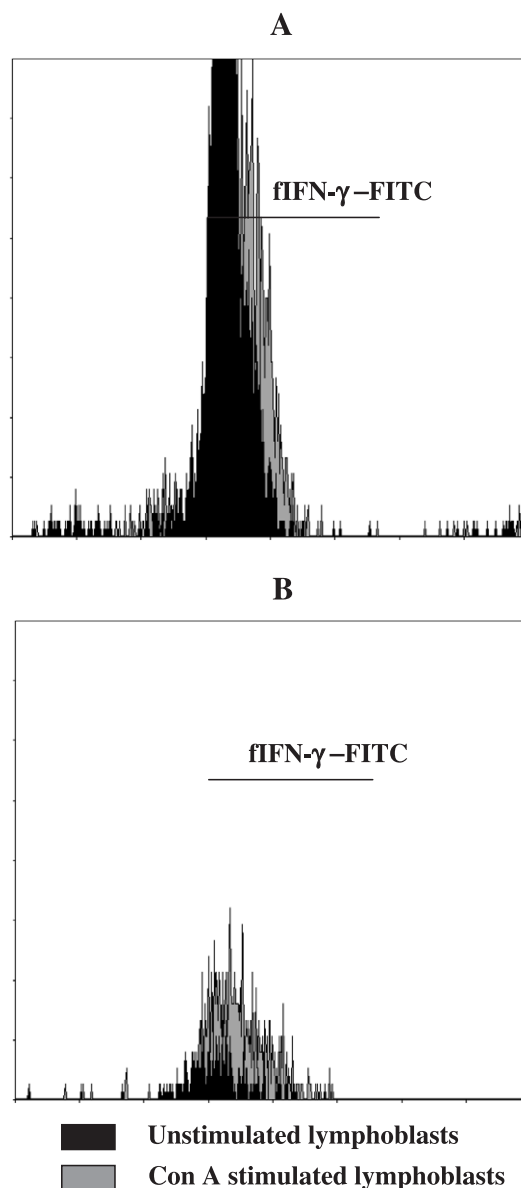 A
fIFN-γ–FITC
B
fIFN-γ–FITC
Unstimulated lymphoblasts
Con A stimulated lymphoblasts